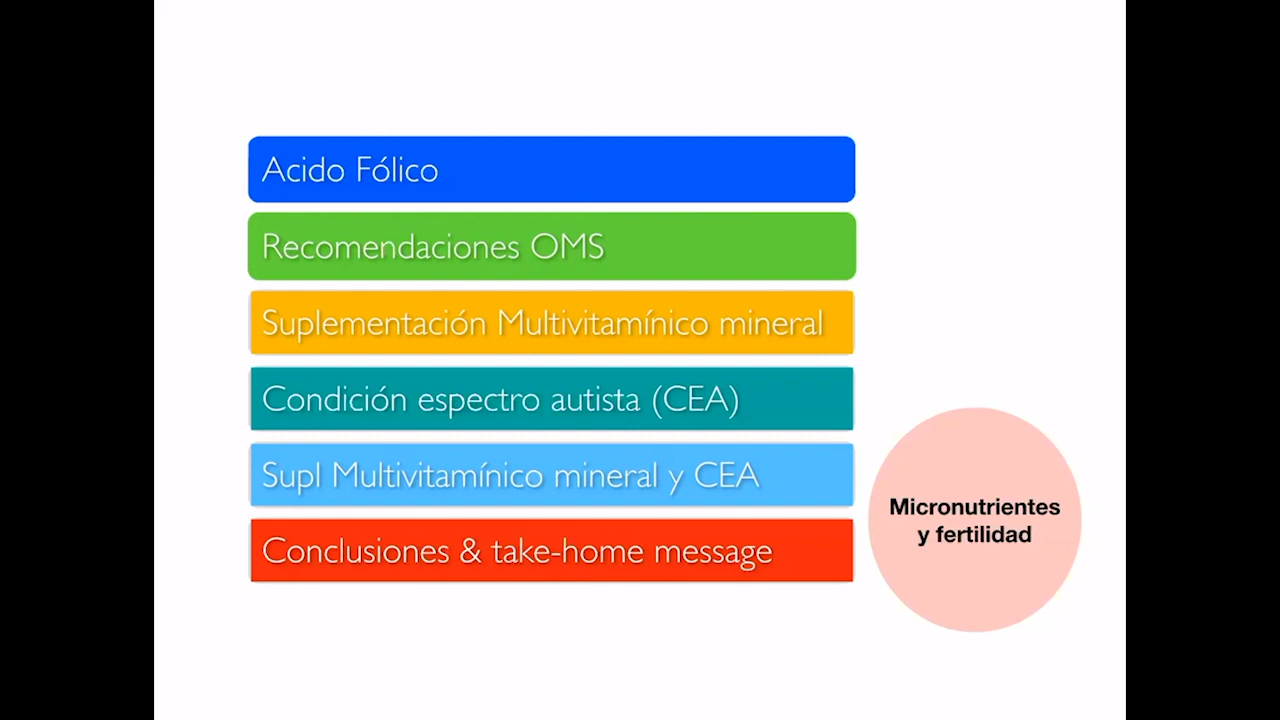 Acido Fólico
Recomendaciones OMS
Suplementación Multivitamínico mineral
Condición espectro autista (CEA)
Supl Multivitamínico mineral y CEA
Conclusiones & take-home message
Micronutrientes
y fertilidad